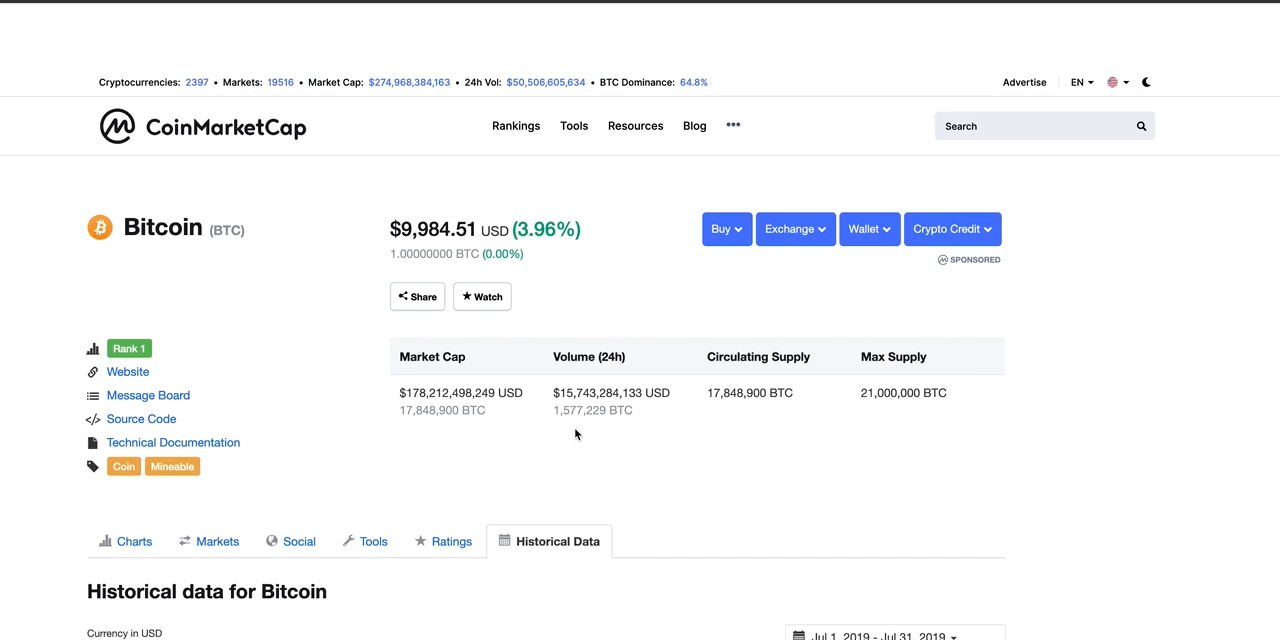 Cryptocurrencies: 2397 • Markets: 19516 • Market Cap: $274,968,384,163 • 24h Vol: $50,506,605,634 • BTC Dominance: 64.8%
Advertise EN
CoinMarketCap
Rankings Tools Resources Blog •••
Search
Bitcoin (BTC)
$9,984.51 USD (3.96%)
1.00000000 BTC (0.00%)
Buy Exchange Wallet Crypto Credit
SPONSORED
Share Watch
Rank 1
Website
Message Board
Source Code
Technical Documentation
Coin Mineable
Market Cap Volume (24h) Circulating Supply Max Supply
$178,212,498,249 USD $15,743,284,133 USD 17,848,900 BTC 21,000,000 BTC
17,848,900 BTC 1,577,229 BTC
Charts Markets Social Tools Ratings Historical Data
Historical data for Bitcoin
Currency in USD
Jul 1, 2019 - Jul 31, 2019